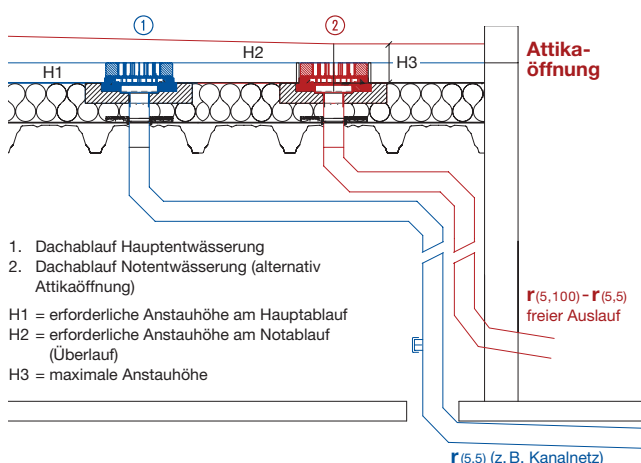 1
2
H1
H2
H3
Attika-
öffnung
1. Dachablauf Hauptentwässerung
2. Dachablauf Notentwässerung (alternativ
Attikaöffnung)
H1 = erforderliche Anstauhöhe am Hauptablauf
H2 = erforderliche Anstauhöhe am Notablauf
(Überlauf)
H3 = maximale Anstauhöhe
r(5,100) - r(5,5)
freier Auslauf
r(5,5) (z. B. Kanalnetz)